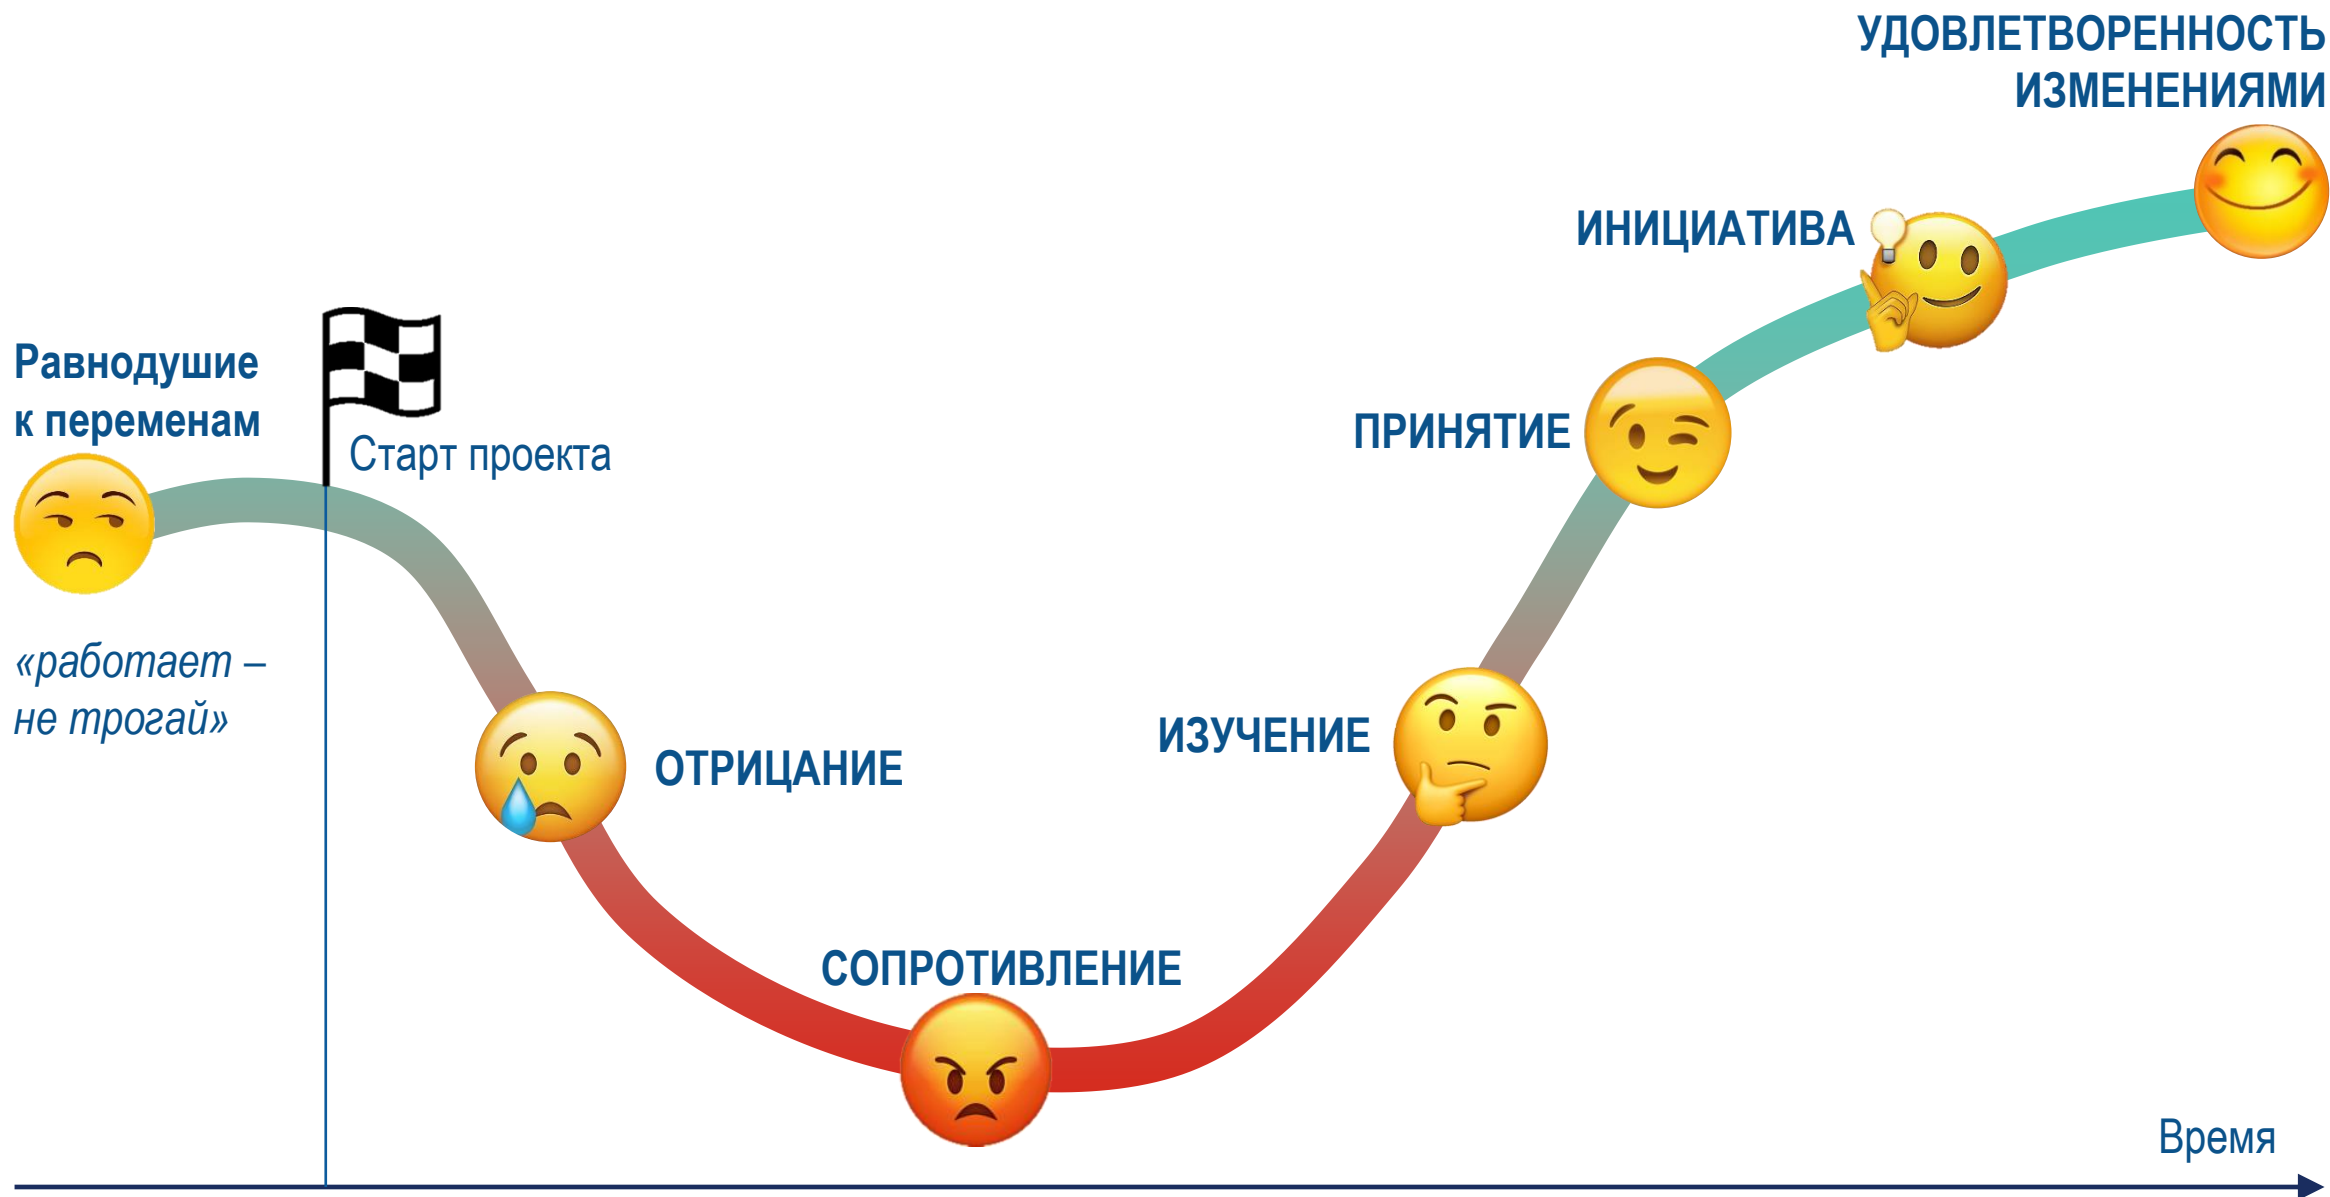 Равнодушие
к переменам
«работает –
не трогай»
Старт проекта
ОТРИЦАНИЕ
СОПРОТИВЛЕНИЕ
ИЗУЧЕНИЕ
ПРИНЯТИЕ
ИНИЦИАТИВА
УДОВЛЕТВОРЕННОСТЬ
ИЗМЕНЕНИЯМИ
Время